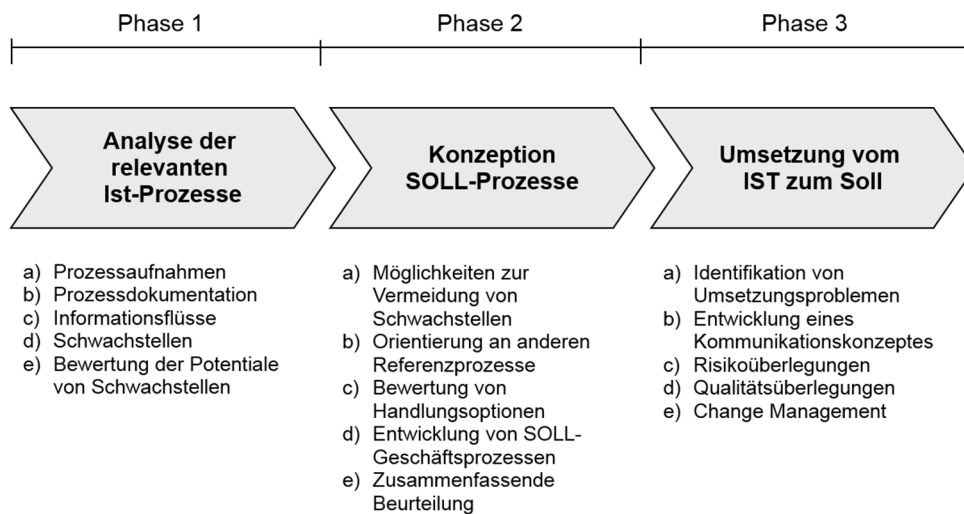 Phase 1
Phase 2
Phase 3
Analyse der
relevanten
Ist-Prozesse
Konzeption
SOLL-Prozesse
Umsetzung vom
IST zum Soll
a) Prozessaufnahmen
b) Prozessdokumentation
c) Informationsflüsse
d) Schwachstellen
e) Bewertung der Potentiale
von Schwachstellen
a) Möglichkeiten zur
Vermeidung von
Schwachstellen
b) Orientierung an anderen
Referenzprozesse
c) Bewertung von
Handlungsoptionen
d) Entwicklung von SOLL-
Geschäftsprozessen
e) Zusammenfassende
Beurteilung
a) Identifikation von
Umsetzungsproblemen
b) Entwicklung eines
Kommunikationskonzeptes
c) Risikoüberlegungen
d) Qualitätsüberlegungen
e) Change Management